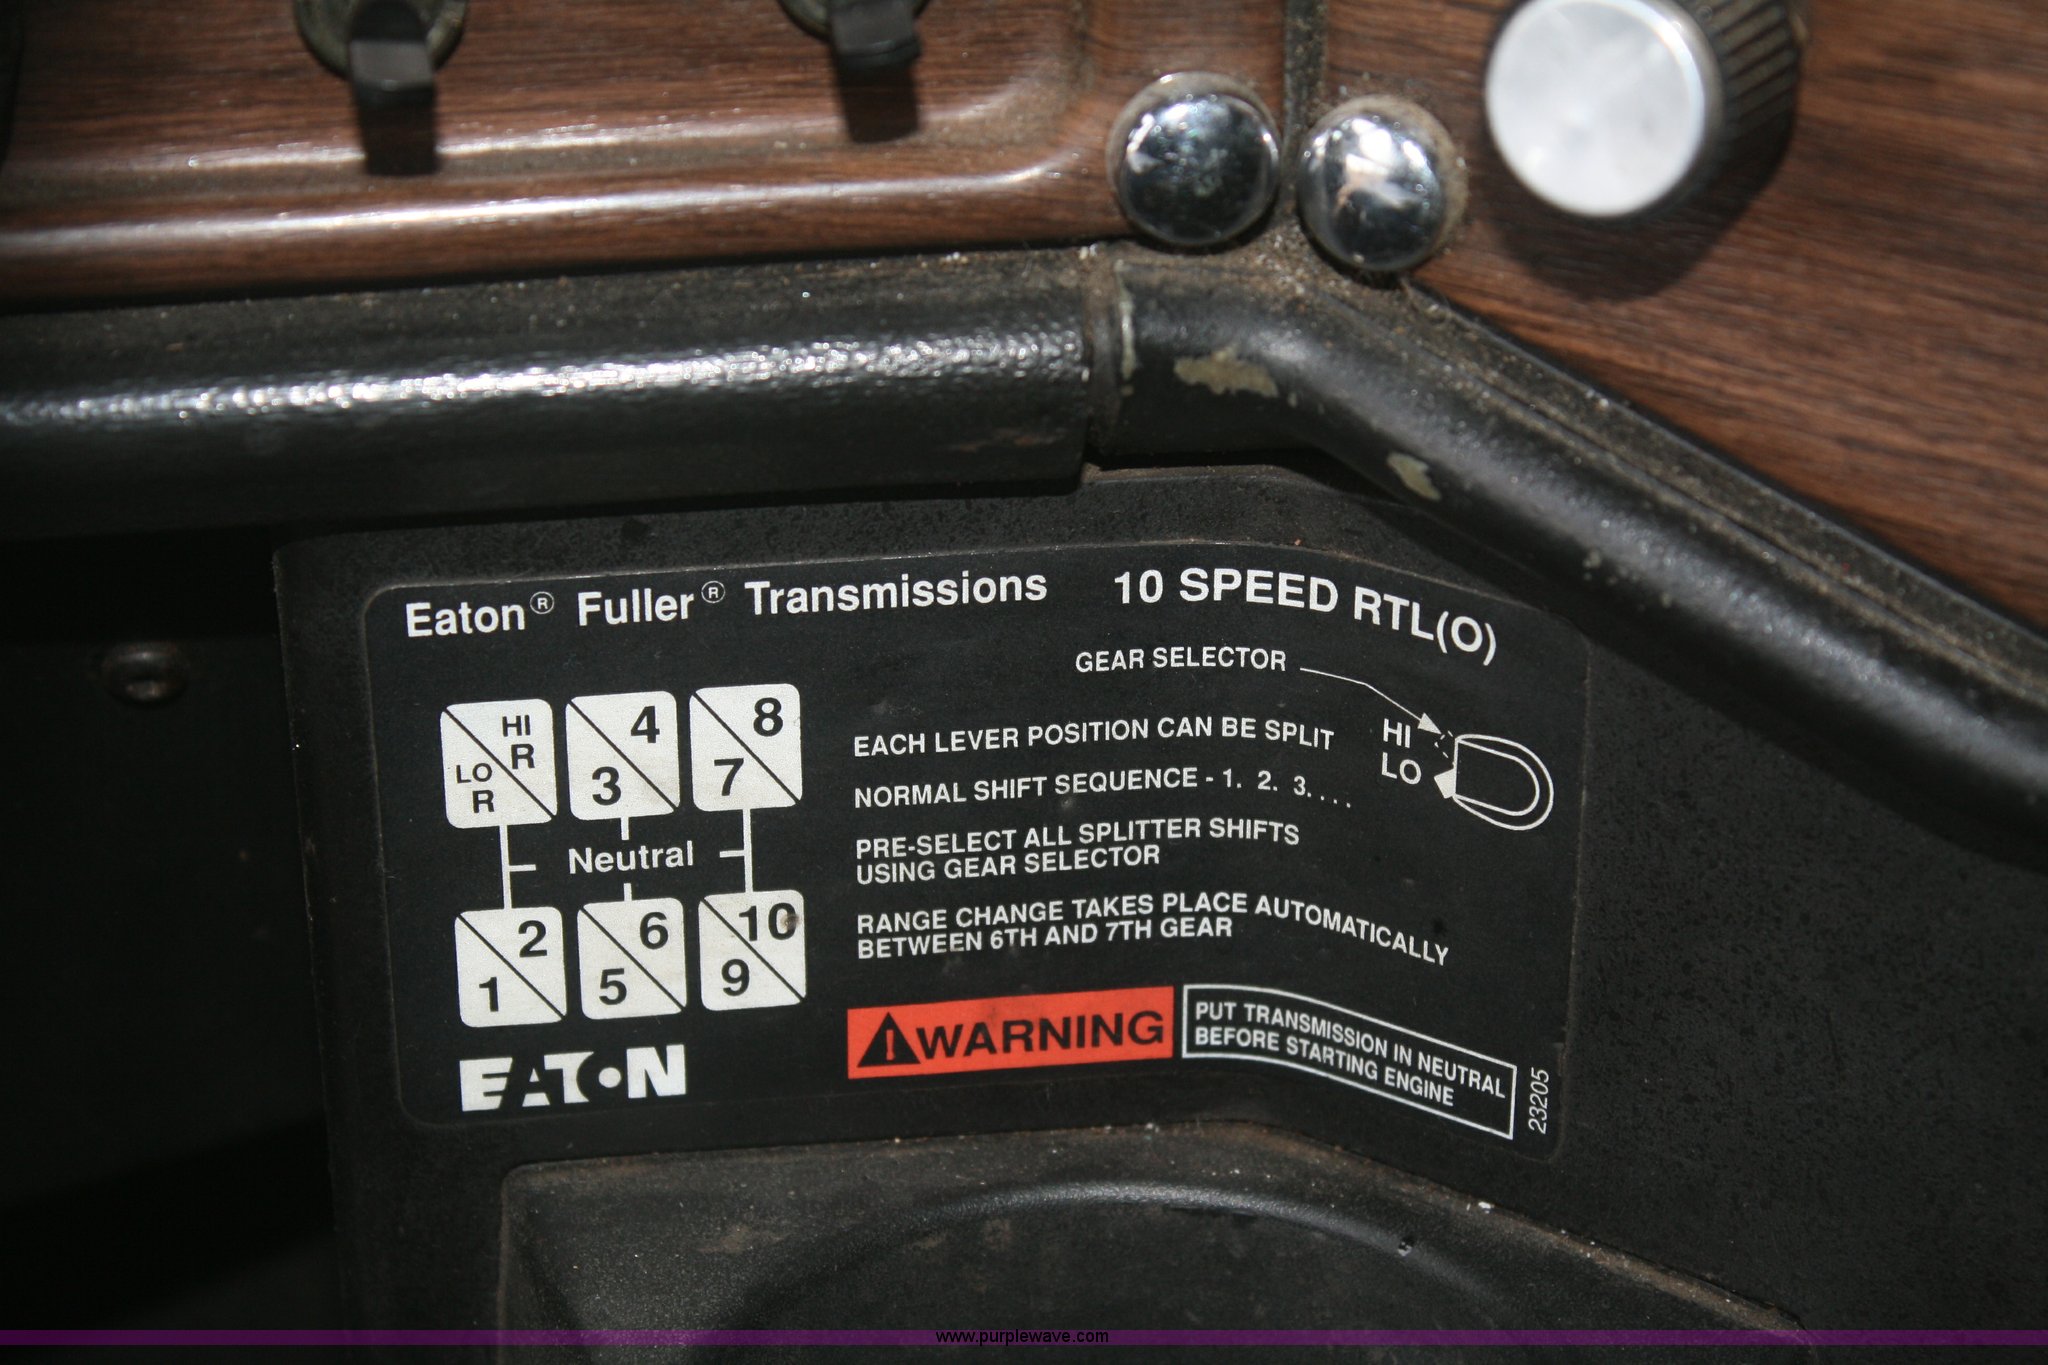 Eaton® Fuller® Transmissions 10 SPEED RTL(O)
GEAR SELECTOR
HI
LO
HI
R
LO
R
4
3
8
7
Neutral
2
1
6
5
10
9
EATON
EACH LEVER POSITION CAN BE SPLIT
NORMAL SHIFT SEQUENCE - 1. 2. 3. . . .
PRE-SELECT ALL SPLITTER SHIFTS
USING GEAR SELECTOR
RANGE CHANGE TAKES PLACE AUTOMATICALLY
BETWEEN 6TH AND 7TH GEAR
WARNING
PUT TRANSMISSION IN NEUTRAL
BEFORE STARTING ENGINE
23205
www.purplewave.com